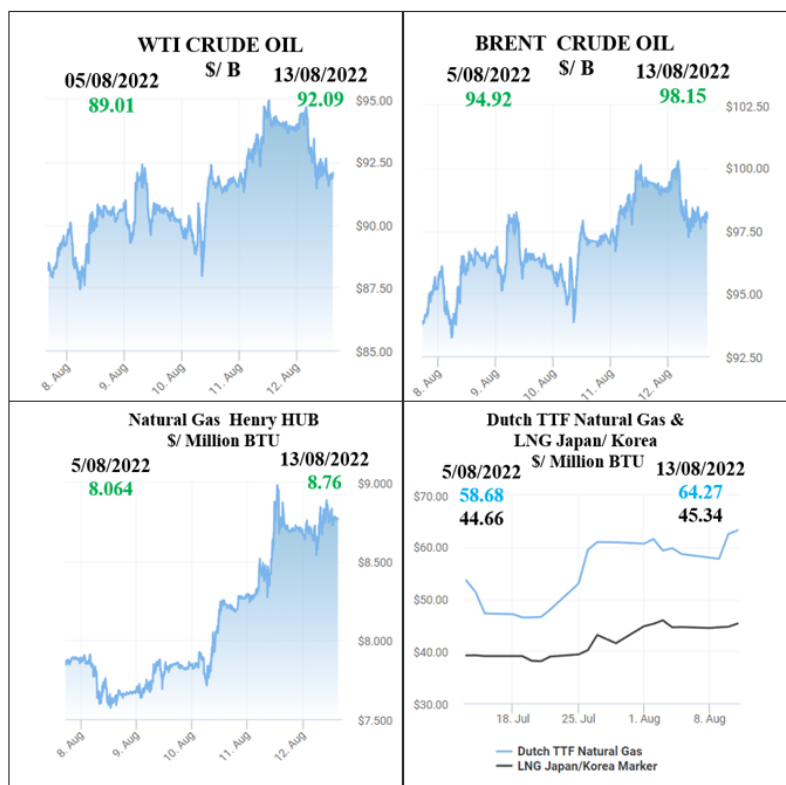 WTI CRUDE OIL
$/ B
05/08/2022
13/08/2022
89.01
92.09
$95.00
$92.50
$90.00
$87.50
$85.00
8. Aug
9. Aug
10. Aug
11. Aug
12. Aug
BRENT CRUDE OIL
$/ B
5/08/2022
13/08/2022
94.92
98.15
$102.50
$100.00
$97.50
$95.00
$92.50
8. Aug
9. Aug
10. Aug
11. Aug
12. Aug
Natural Gas Henry HUB
$/ Million BTU
5/08/2022
13/08/2022
8.064
8.76
$9.000
$8.500
$8.000
$7.500
8. Aug
9. Aug
10. Aug
11. Aug
12. Aug
Dutch TTF Natural Gas &
LNG Japan/ Korea
$/ Million BTU
5/08/2022
13/08/2022
58.68
64.27
44.66
45.34
$70.00
$60.00
$50.00
$40.00
$30.00
18. Jul
25. Jul
1. Aug
8. Aug
Dutch TTF Natural Gas
LNG Japan/Korea Marker